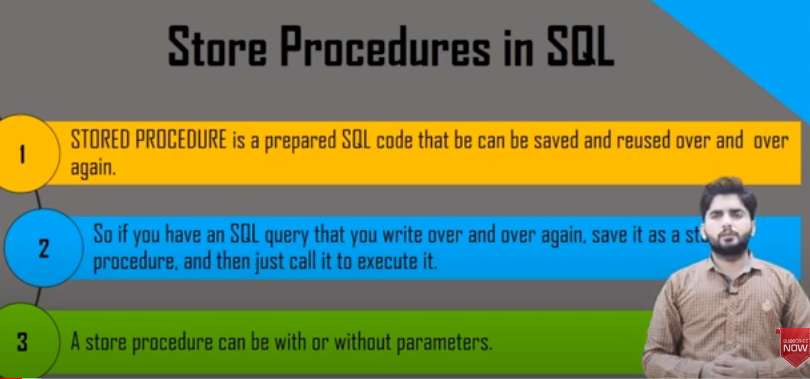 Store Procedures in SQL
1
STORED PROCEDURE is a prepared SQL code that be can be saved and reused over and over
again.
2
So if you have an SQL query that you write over and over again, save it as a
procedure, and then just call it to execute it.
3
A store procedure can be with or without parameters.
SUBSCRIBE
NOW